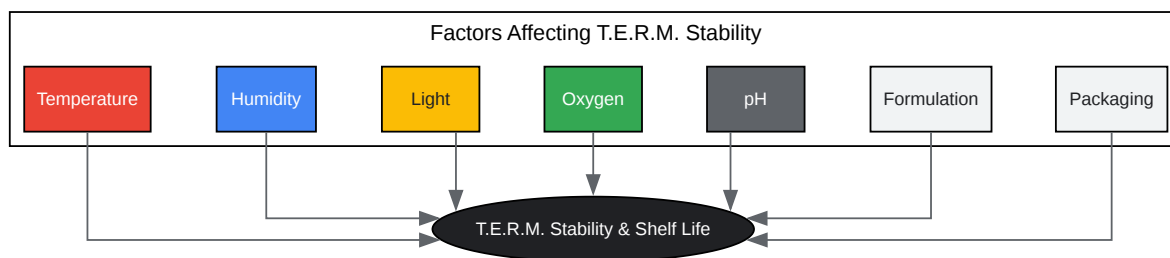 Factors Affecting T.E.R.M. Stability
Temperature
Humidity
Light
Oxygen
pH
Formulation
Packaging
T.E.R.M. Stability & Shelf Life